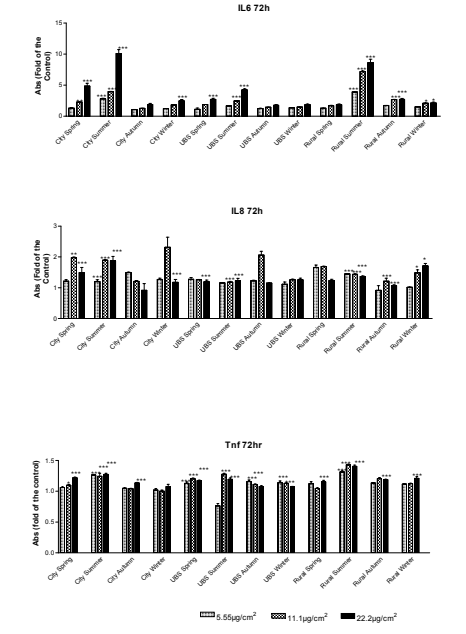 IL6 72h
Abs (Fold of the
Control)
15
10
5
0
*** *** *** *** *** *** *** *** *** *** *** *** *** *** * *
City Spring City Summer City Autumn City Winter UBS Spring UBS Summer UBS Autumn UBS Winter Rural Spring Rural Summer Rural Autumn Rural Winter
IL8 72h
Abs (Fold of the
Control)
3
2
1
0
City Spring City Summer City Autumn City Winter UBS Spring UBS Summer UBS Autumn UBS Winter Rural Spring Rural Summer Rural Autumn Rural Winter
Tnf 72hr
Abs (fold of the control)
1.5
1.0
0.5
0.0
City Spring City Summer City Autumn City Winter UBS Spring UBS Summer UBS Autumn UBS Winter Rural Spring Rural Summer Rural Autumn Rural Winter
5.55µg/cm² 11.1µg/cm² 22.2µg/cm²